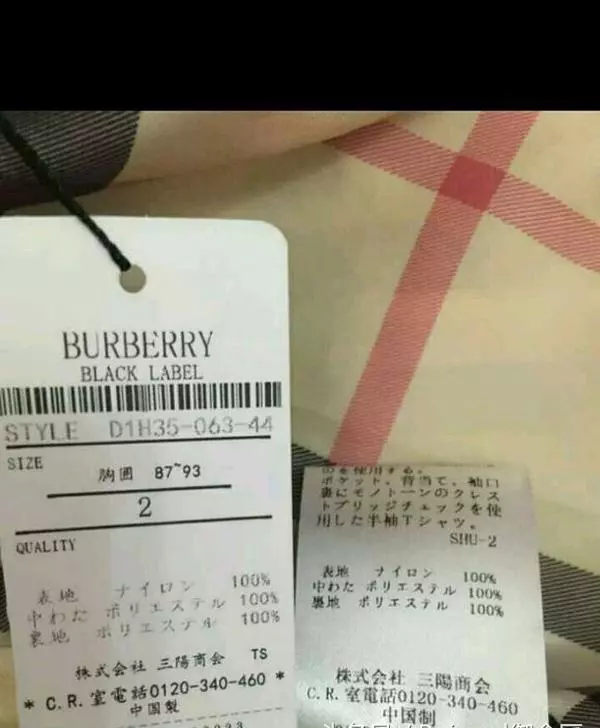 BURBERRY
BLACK LABEL
STYLE D1H35-063-44
SIZE
胸囲 87~93
2
QUALITY
表地 ナイロン 100%
中わた ポリエステル 100%
裏地 ポリエステル 100%
株式会社 三陽商会 TS
* C.R.室電話0120-340-460 *
中国製
のを使用する。
ポケット、背当て、袖口
裏にモノトーンのクレス
トブリッジチェックを使
用した半袖Tシャツ。
SHU-2
表地 ナイロン 100%
中わた ポリエステル 100%
裏地 ポリエステル 100%
株式会社 三陽商会
C.R.室電話0120-340-460
中国制